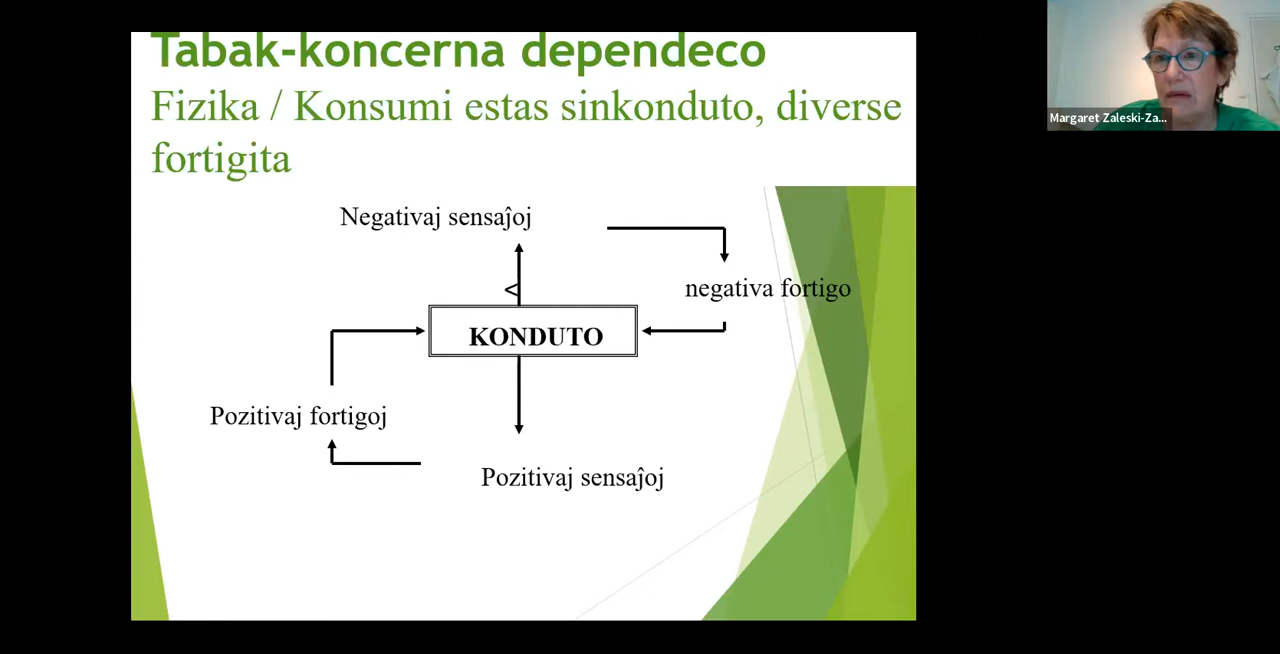 Tabak-koncerna dependeco
Fizika / Konsumi estas sinkonduto, diverse
fortigita
Negativaj sensaĵoj
negativa fortigo
<
KONDUTO
Pozitivaj fortigoj
Pozitivaj sensaĵoj
Margaret Zaleski-Za...